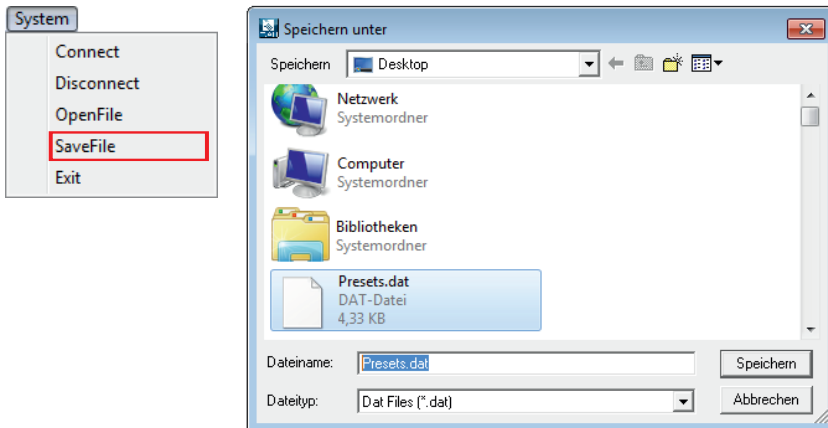 System
Connect
Disconnect
OpenFile
SaveFile
Exit
Speichern unter
Speichern Desktop
Netzwerk
Systemordner
Computer
Systemordner
Bibliotheken
Systemordner
Presets.dat
DAT-Datei
4,33 KB
Dateiname: Presets.dat Speichern
Dateityp: Dat Files (*.dat) Abbrechen